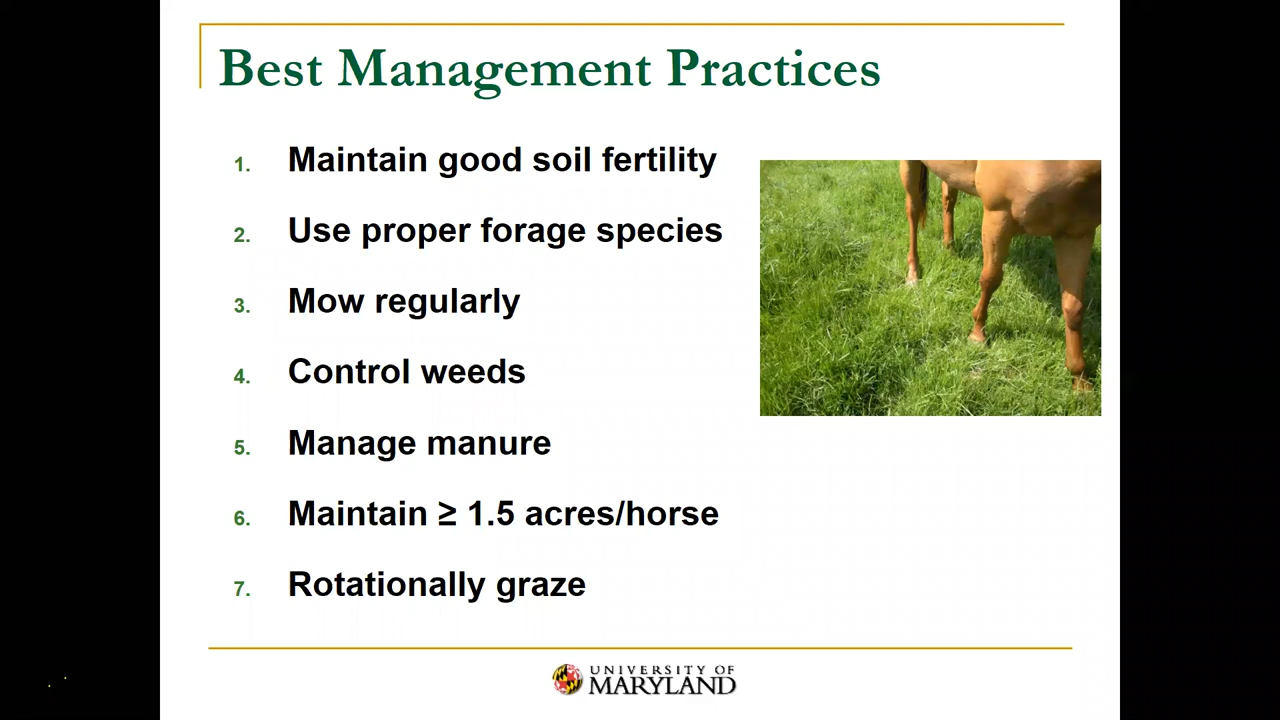 Best Management Practices
1. Maintain good soil fertility
2. Use proper forage species
3. Mow regularly
4. Control weeds
5. Manage manure
6. Maintain ≥ 1.5 acres/horse
7. Rotationally graze
UNIVERSITY OF
MARYLAND